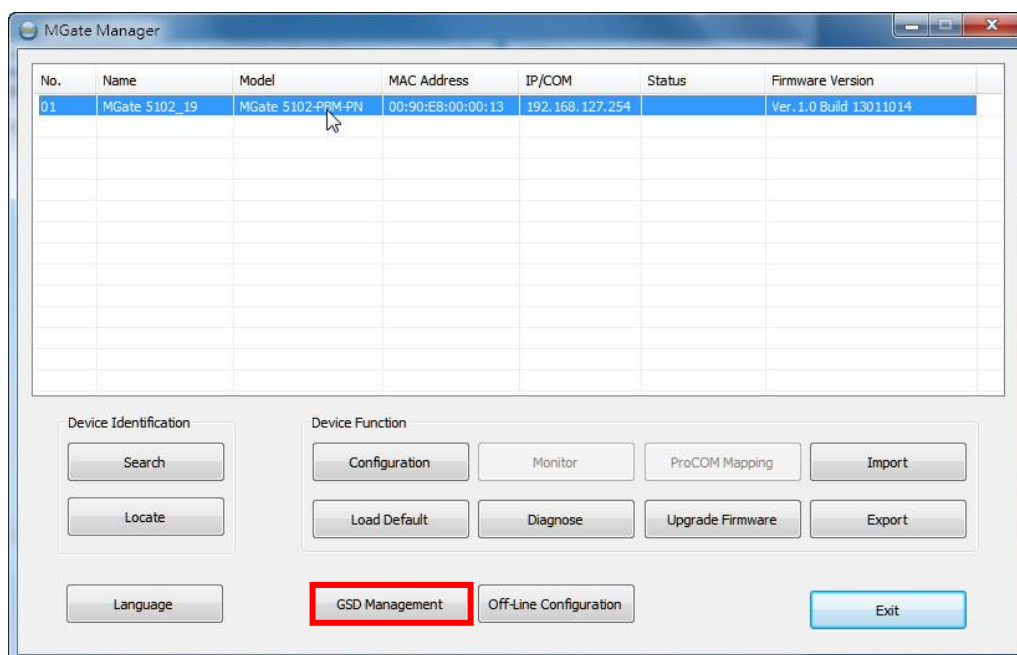 MGate Manager
No. Name Model MAC Address IP/COM Status Firmware Version
01 MGate 5102_19 MGate 5102-PBM-PN 00:90:E8:00:00:13 192.168.127.254 Ver.1.0 Build 13011014
Device Identification Device Function
Search Configuration Monitor ProCOM Mapping Import
Locate Load Default Diagnose Upgrade Firmware Export
Language GSD Management Off-Line Configuration Exit